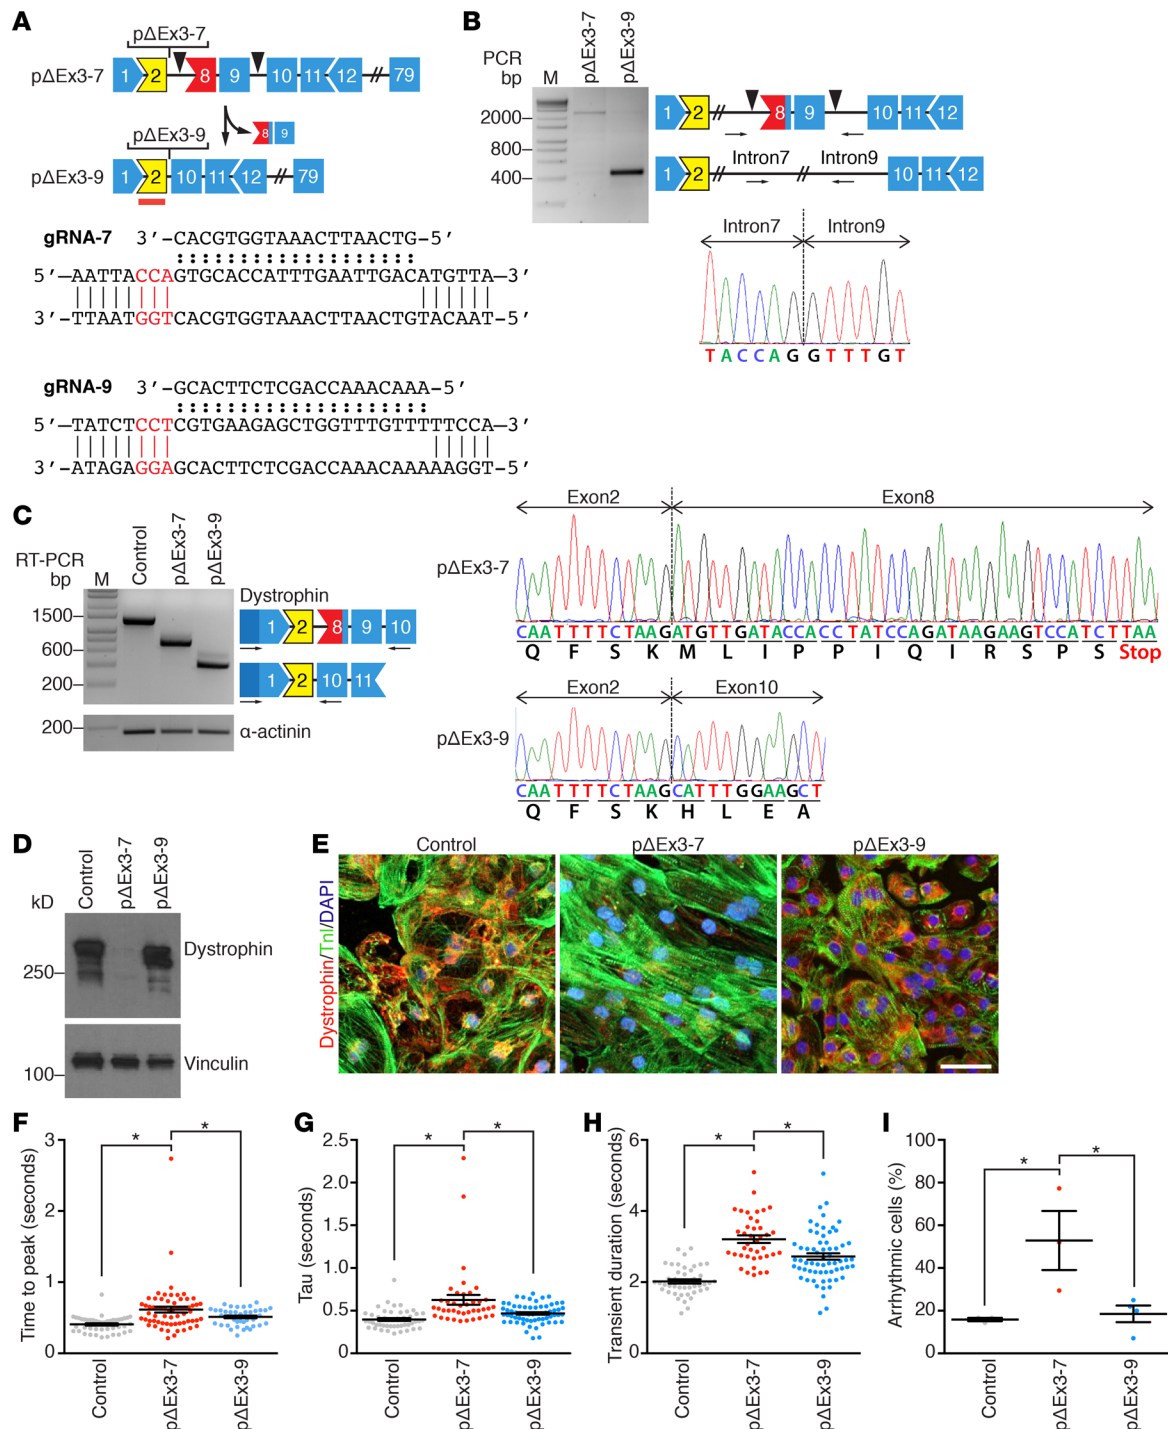 A
pΔEx3-7
pΔEx3-7
1 2 8 9 10 11 12 79
8 9
pΔEx3-9
pΔEx3-9
1 2 10 11 12 79
gRNA-7 3′-CACGTGGTAAACTTAACTG-5′
5′-AATTACCAGTGCACCATTTGAATTGACATGTTA-3′
3′-TTAATGGTCACGTGGTAAACTTAACTGTACAAT-5′
gRNA-9 3′-GCACTTCTCGACCAAACAAA-5′
5′-TATCTCCTCGTGAAGAGCTGGTTTGTTTTTCCA-3′
3′-ATAGAGGAGCACTTCTCGACCAAACAAAAAGGT-5′
B
PCR
bp
M
pΔEx3-7
pΔEx3-9
2000
800
400
1 2 8 9 10 11 12
Intron7 Intron9
1 2 10 11 12
Intron7 Intron9
TACCAGGTTTGT
C
RT-PCR
bp
M
Control
pΔEx3-7
pΔEx3-9
1500
600
200
200
Dystrophin
1 2 8 9 10
1 2 10 11
α-actinin
Exon2 Exon8
pΔEx3-7
CAATTTTCTAAGATGTTGATACCACCTATCCAGATAAGAAGTCCATCTTAA
Q F S K M L I P P I Q I R S P S Stop
Exon2 Exon10
pΔEx3-9
CAATTTTCTAAGCATTTGGAAGCT
Q F S K H L E A
D
kD
Control
pΔEx3-7
pΔEx3-9
250
Dystrophin
100
Vinculin
E
Control pΔEx3-7 pΔEx3-9
Dystrophin/TnI/DAPI
F
Time to peak (seconds)
3
2
1
0
* *
Control
pΔEx3-7
pΔEx3-9
G
Tau (seconds)
2.5
2.0
1.5
1.0
0.5
0
* *
Control
pΔEx3-7
pΔEx3-9
H
Transient duration (seconds)
6
4
2
0
* *
Control
pΔEx3-7
pΔEx3-9
I
Arrhythmic cells (%)
100
80
60
40
20
0
* *
Control
pΔEx3-7
pΔEx3-9